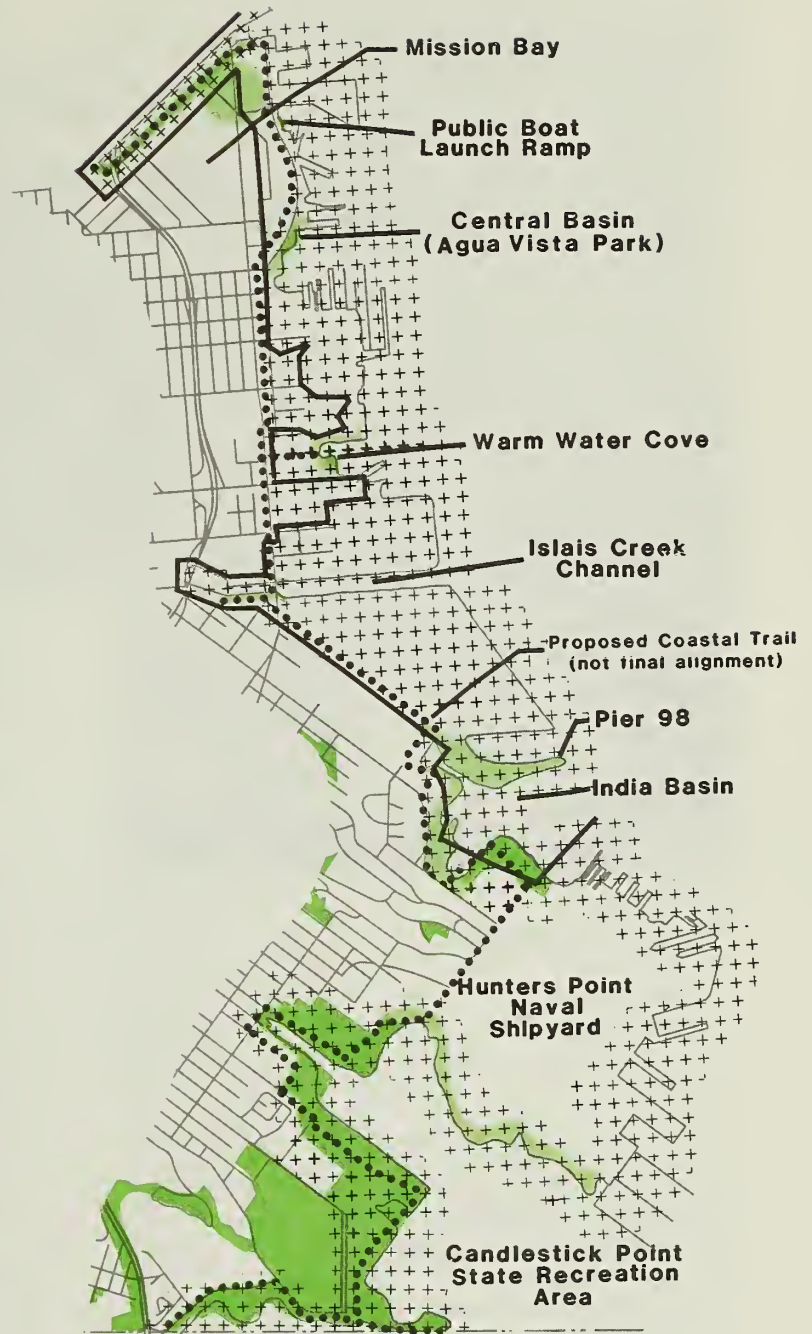 Mission Bay
Public Boat
Launch Ramp
Central Basin
(Agua Vista Park)
Warm Water Cove
Islais Creek
Channel
Proposed Coastal Trail
(not final alignment)
Pier 98
India Basin
Hunters Point
Naval
Shipyard
Candlestick Point
State Recreation
Area